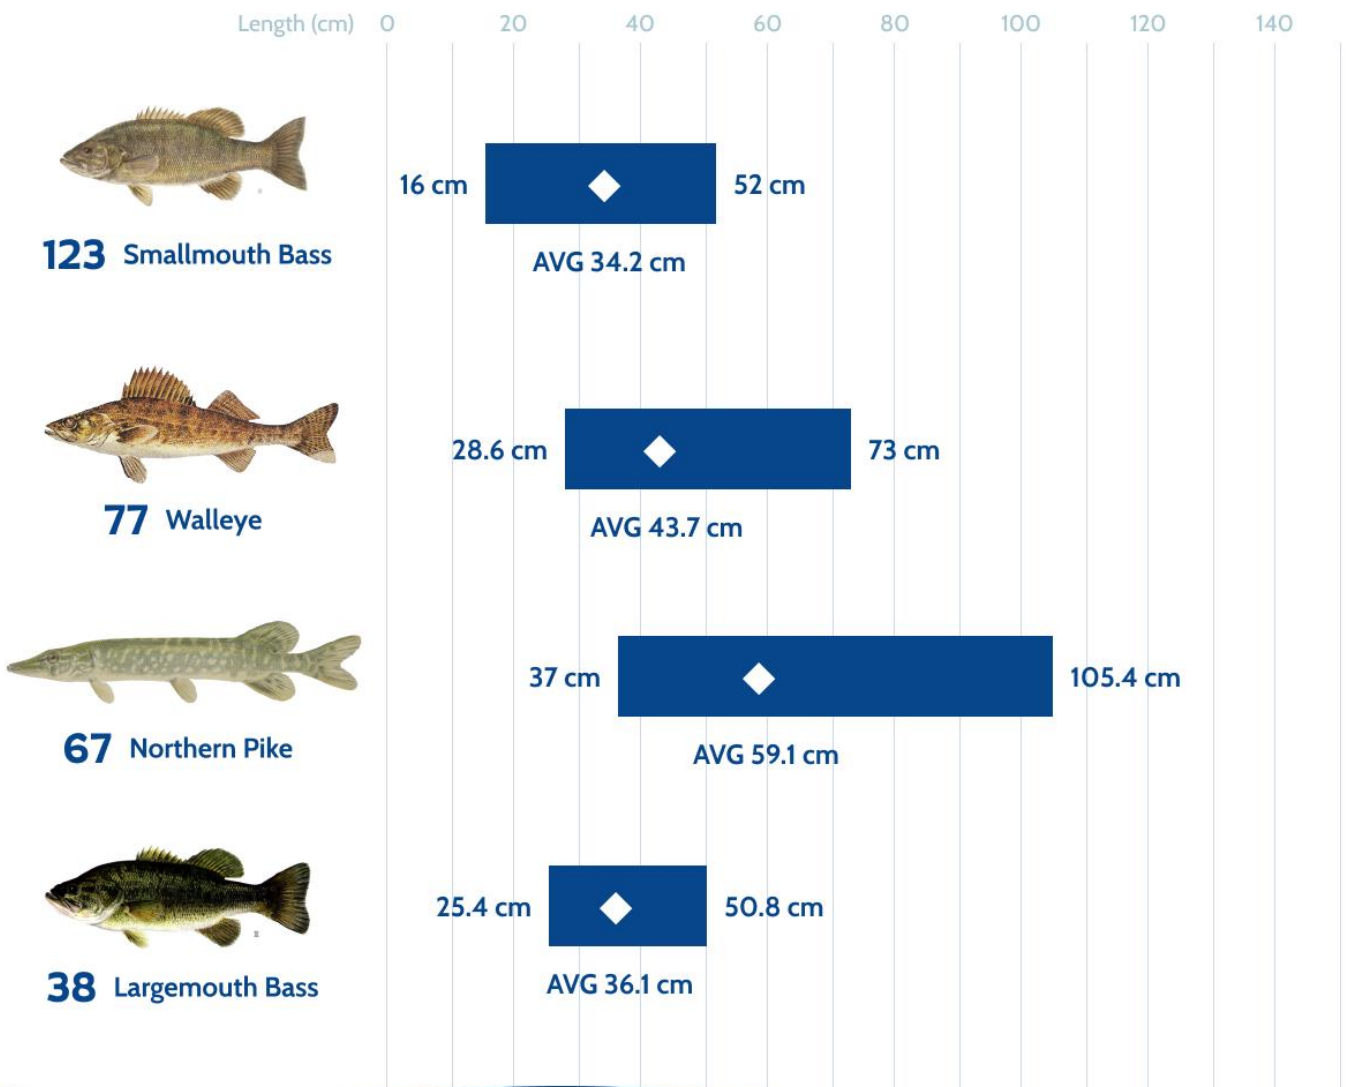 Length (cm) 0 20 40 60 80 100 120 140
16 cm 52 cm
123 Smallmouth Bass
AVG 34.2 cm
28.6 cm 73 cm
77 Walleye
AVG 43.7 cm
37 cm 105.4 cm
67 Northern Pike
AVG 59.1 cm
25.4 cm 50.8 cm
38 Largemouth Bass
AVG 36.1 cm